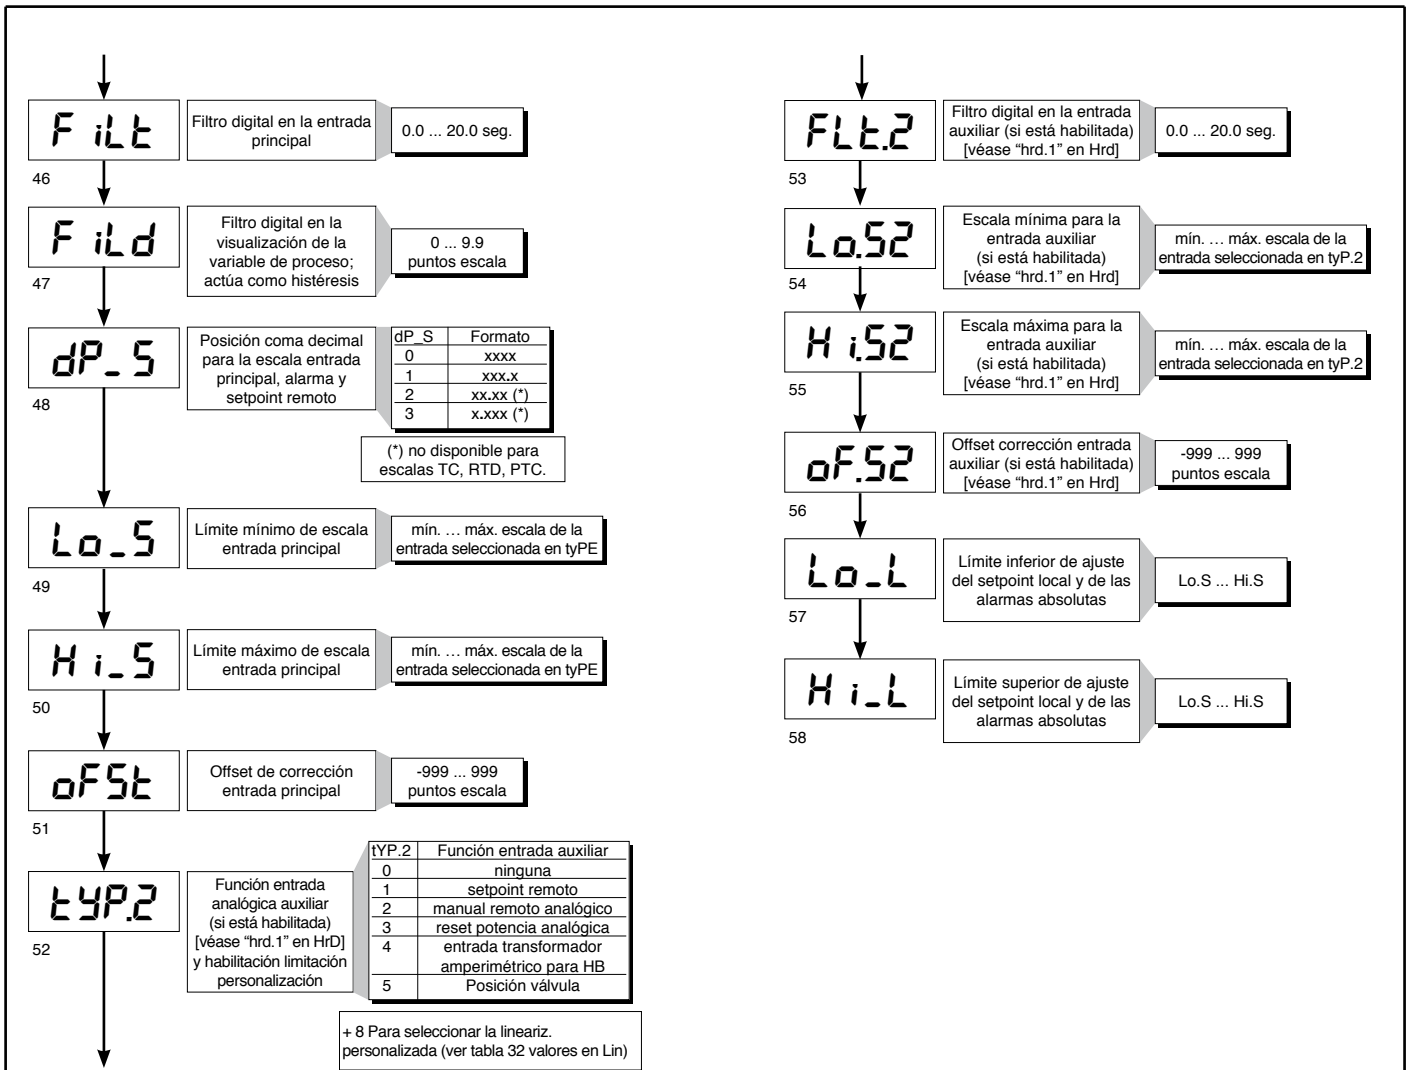 FiLt
Filtro digital en la entrada
principal
0.0 ... 20.0 seg.
46
FiLd
Filtro digital en la
visualización de la
variable de proceso;
actúa como histéresis
0 ... 9.9
puntos escala
47
dP_S
Posición coma decimal
para la escala entrada
principal, alarma y
setpoint remoto
dP_S Formato
0 xxxx
1 xxx.x
2 xx.xx (*)
3 x.xxx (*)
48
(*) no disponible para
escalas TC, RTD, PTC.
Lo_S
Límite mínimo de escala
entrada principal
mín. … máx. escala de la
entrada seleccionada en tyPE
49
Hi_S
Límite máximo de escala
entrada principal
mín. … máx. escala de la
entrada seleccionada en tyPE
50
oFSt
Offset de corrección
entrada principal
-999 ... 999
puntos escala
51
tYP.2
Función entrada
analógica auxiliar
(si está habilitada)
[véase “hrd.1” en HrD]
y habilitación limitación
personalización
tYP.2 Función entrada auxiliar
0 ninguna
1 setpoint remoto
2 manual remoto analógico
3 reset potencia analógica
4 entrada transformador
amperimétrico para HB
5 Posición válvula
52
+ 8 Para seleccionar la lineariz.
personalizada (ver tabla 32 valores en Lin)
FLt.2
Filtro digital en la entrada
auxiliar (si está habilitada)
[véase “hrd.1” en Hrd]
0.0 ... 20.0 seg.
53
Lo.S2
Escala mínima para la
entrada auxiliar
(si está habilitada)
[véase “hrd.1” en Hrd]
mín. … máx. escala de la
entrada seleccionada en tyP.2
54
Hi.S2
Escala máxima para la
entrada auxiliar
(si está habilitada)
[véase “hrd.1” en Hrd]
mín. … máx. escala de la
entrada seleccionada en tyP.2
55
oF.S2
Offset corrección entrada
auxiliar (si está habilitada)
[véase “hrd.1” en Hrd]
-999 ... 999
puntos escala
56
Lo_L
Límite inferior de ajuste
del setpoint local y de las
alarmas absolutas
Lo.S ... Hi.S
57
Hi_L
Límite superior de ajuste
del setpoint local y de las
alarmas absolutas
Lo.S ... Hi.S
58